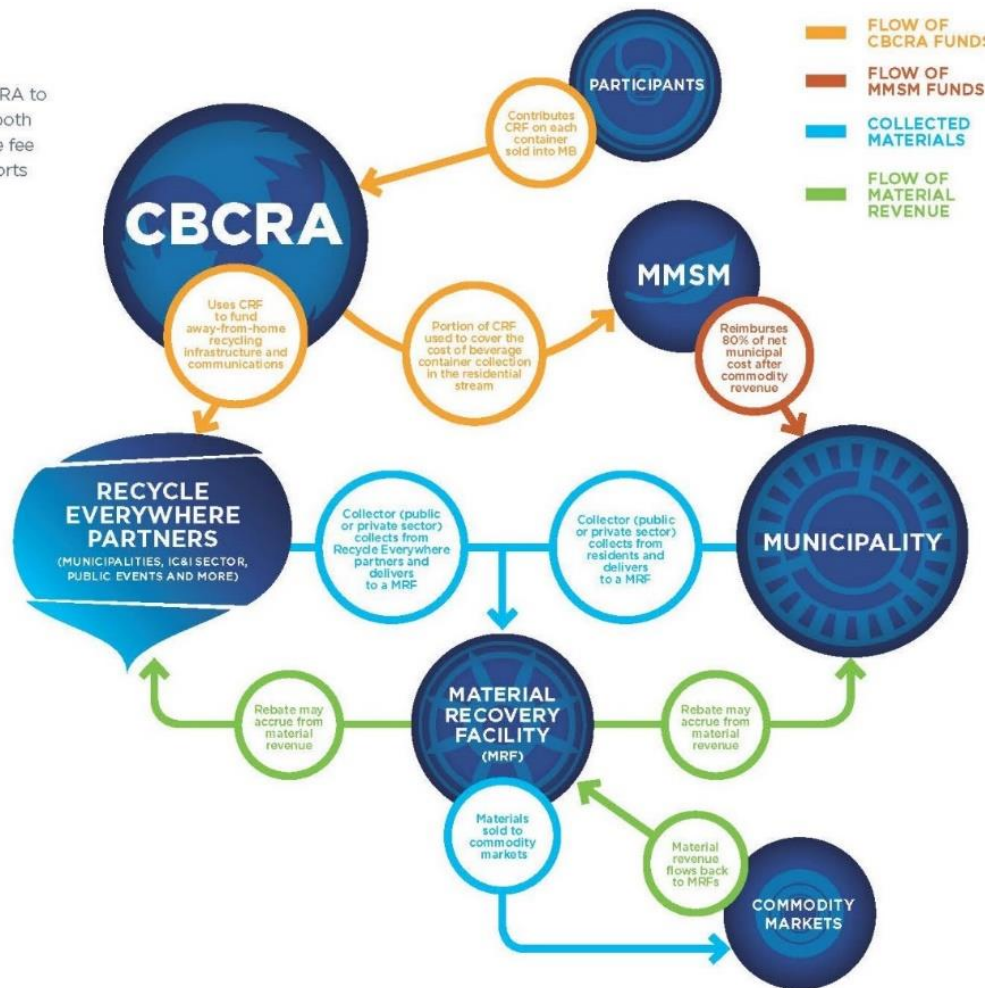 RA to
both
e fee
orts
PARTICIPANTS
Contributes
CRF on each
container
sold into MB
FLOW OF
CBCRA FUNDS
FLOW OF
MMSM FUNDS
COLLECTED
MATERIALS
FLOW OF
MATERIAL
REVENUE
CBCRA
MMSM
Uses CRF
to fund
away-from-home
recycling
infrastructure and
communications
Portion of CRF
used to cover the
cost of beverage
container collection
in the residential
stream
Reimburses
80% of net
municipal
cost after
commodity
revenue
RECYCLE
EVERYWHERE
PARTNERS
(MUNICIPALITIES, IC&I SECTOR,
PUBLIC EVENTS AND MORE)
Collector (public
or private sector)
collects from
Recycle Everywhere
partners and
delivers
to a MRF
Collector (public
or private sector)
collects from
residents and
delivers
to a MRF
MUNICIPALITY
Rebate may
accrue from
material
revenue
MATERIAL
RECOVERY
FACILITY
(MRF)
Rebate may
accrue from
material
revenue
Materials
sold to
commodity
markets
Material
revenue
flows back
to MRFs
COMMODITY
MARKETS